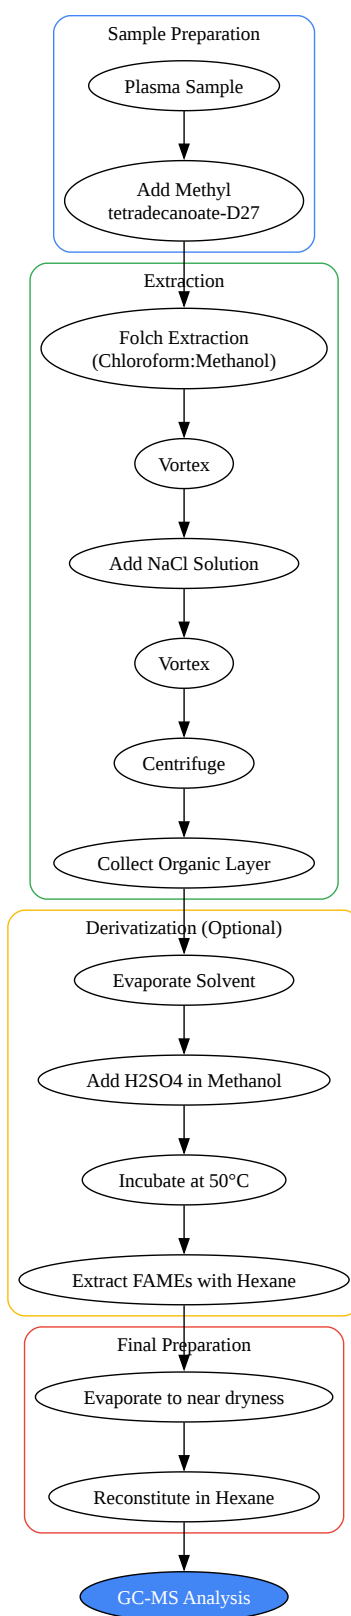 Sample Preparation
Plasma Sample
Add Methyl
tetradecanoate-D27
Extraction
Folch Extraction
(Chloroform:Methanol)
Vortex
Add NaCl Solution
Vortex
Centrifuge
Collect Organic Layer
Derivatization (Optional)
Evaporate Solvent
Add H2SO4 in Methanol
Incubate at 50°C
Extract FAMEs with Hexane
Final Preparation
Evaporate to near dryness
Reconstitute in Hexane
GC-MS Analysis